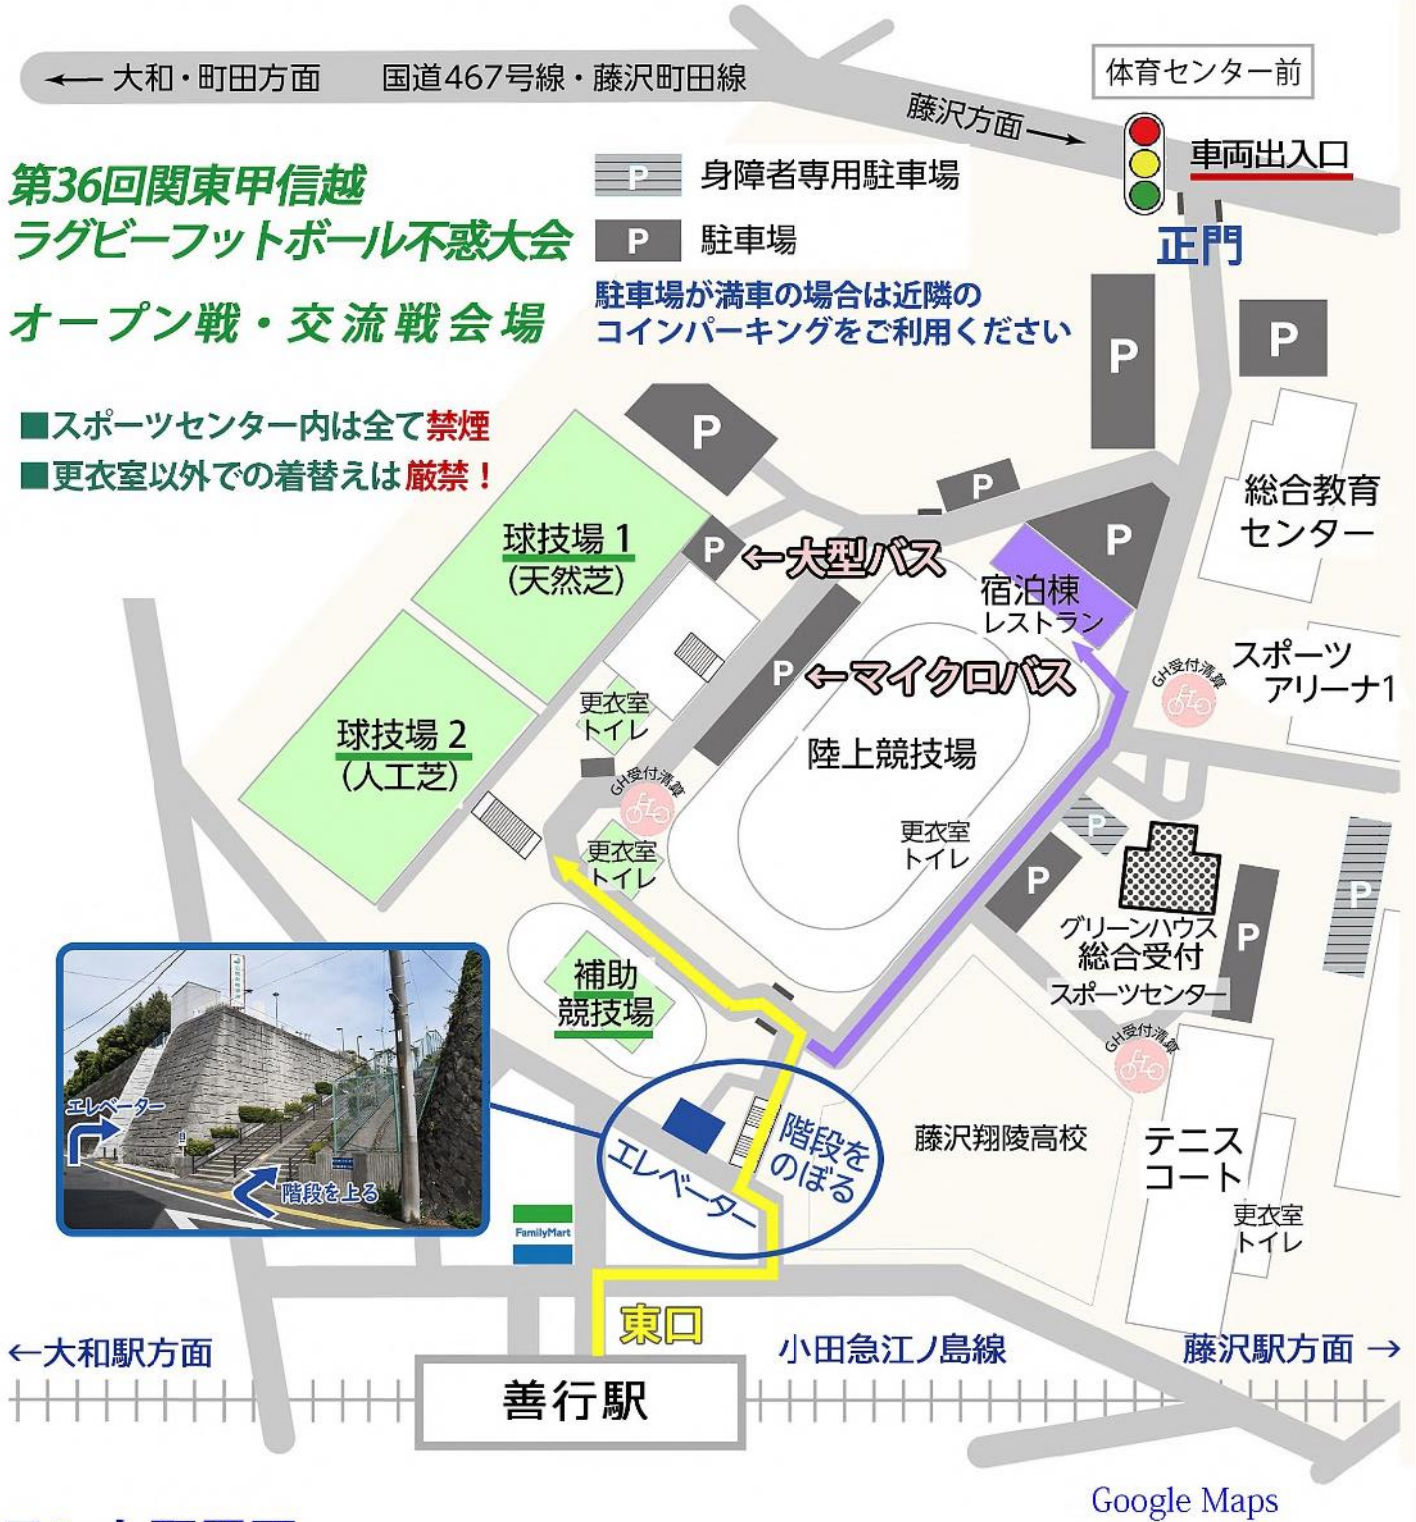 ←大和・町田方面
国道467号線・藤沢町田線
藤沢方面→
体育センター前
車両出入口
正門
第36回関東甲信越
ラグビーフットボール不惑大会
オープン戦・交流戦会場
P 身障者専用駐車場
P 駐車場
駐車場が満車の場合は近隣の
コインパーキングをご利用ください
■スポーツセンター内は全て禁煙
■更衣室以外での着替えは厳禁！
P
P
P
P
P
総合教育
センター
球技場 1
(天然芝)
P
←大型バス
宿泊棟
レストラン
P
←マイクロバス
スポーツ
アリーナ1
GH受付清算
更衣室
トイレ
球技場 2
(人工芝)
陸上競技場
GH受付清算
更衣室
トイレ
更衣室
トイレ
P
P
P
P
グリーンハウス
総合受付
スポーツセンター
GH受付清算
補助
競技場
エレベーター
階段を上る
階段を
のぼる
エレベーター
藤沢翔陵高校
テニス
コート
更衣室
トイレ
FamilyMart
東口
←大和駅方面
小田急江ノ島線
藤沢駅方面→
善行駅
Google Maps